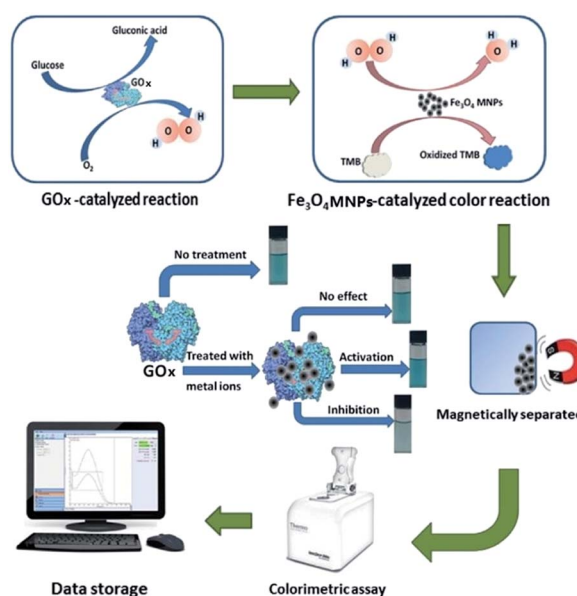 Gluconic acid
Glucose
GOx
H
O O
H
O₂
GOx -catalyzed reaction
H
O O
H
H
O
Fe₃O₄ MNPs
TMB
Oxidized TMB
Fe₃O₄MNPs-catalyzed color reaction
No treatment
GOx
Treated with
metal ions
No effect
Activation
Inhibition
S
N
Magnetically separated
Data storage
Thermo
Colorimetric assay